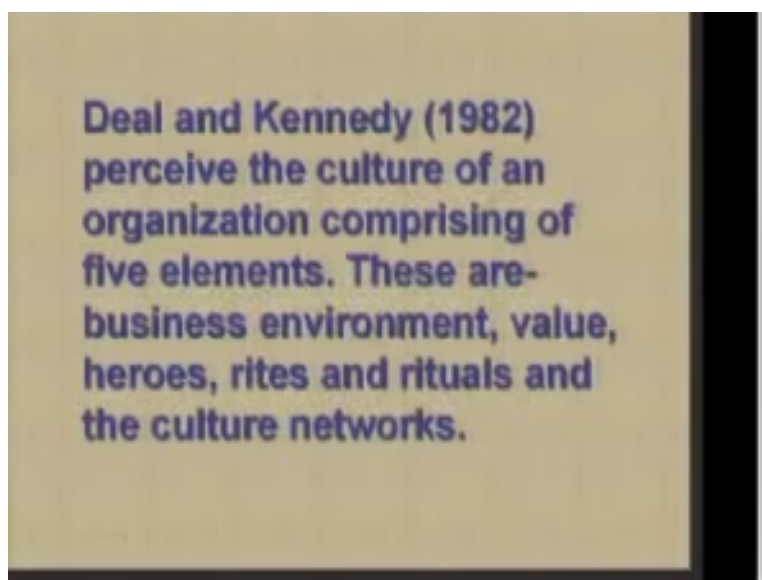 Deal and Kennedy (1982)
perceive the culture of an
organization comprising of
five elements. These are-
business environment, value,
heroes, rites and rituals and
the culture networks.